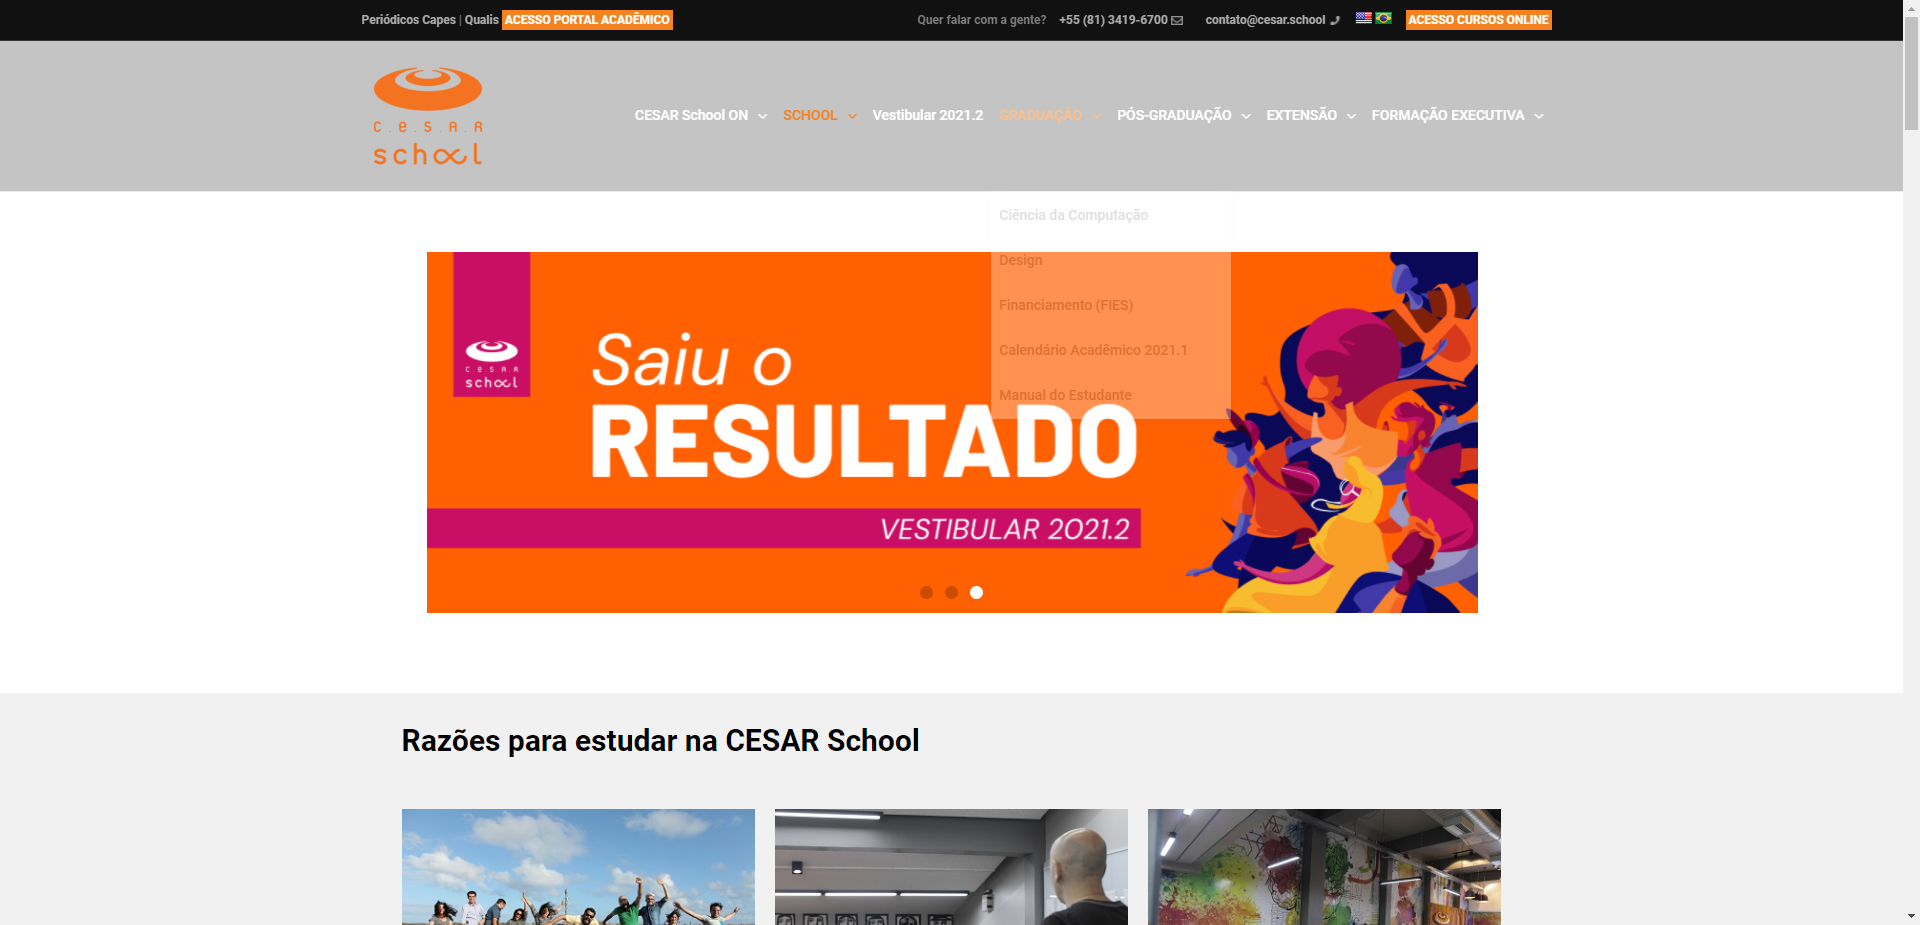 Periódicos Capes | Qualis ACESSO PORTAL ACADÊMICO
Quer falar com a gente? +55 (81) 3419-6700 contato@cesar.school ACESSO CURSOS ONLINE
c.e.s.a.r
school
CESAR School ON SCHOOL Vestibular 2021.2 GRADUAÇÃO PÓS-GRADUAÇÃO EXTENSÃO FORMAÇÃO EXECUTIVA
Ciência da Computação
Design
Financiamento (FIES)
Calendário Acadêmico 2021.1
Manual do Estudante
c.e.s.a.r
school
Saiu o
RESULTADO
VESTIBULAR 2021.2
Razões para estudar na CESAR School